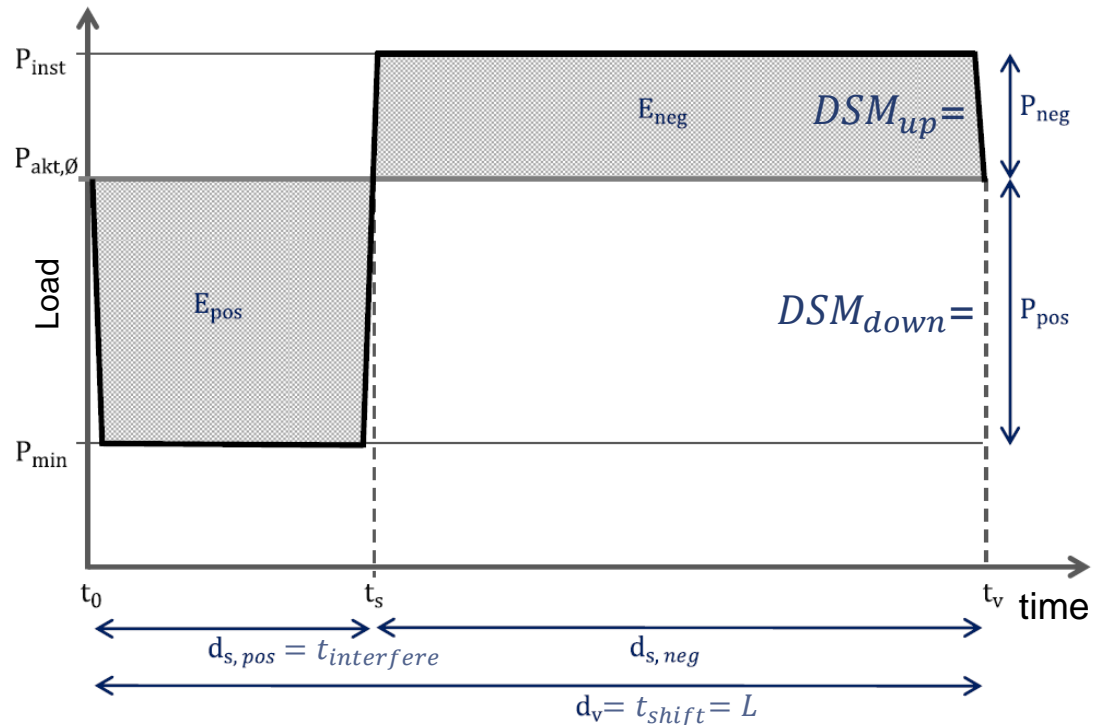 P_inst
E_neg
DSM_up=
P_neg
P_akt,Ø
Load
E_pos
DSM_down=
P_pos
P_min
t_0
t_s
t_v
time
d_s, pos = t_interfere
d_s, neg
d_v= t_shift= L